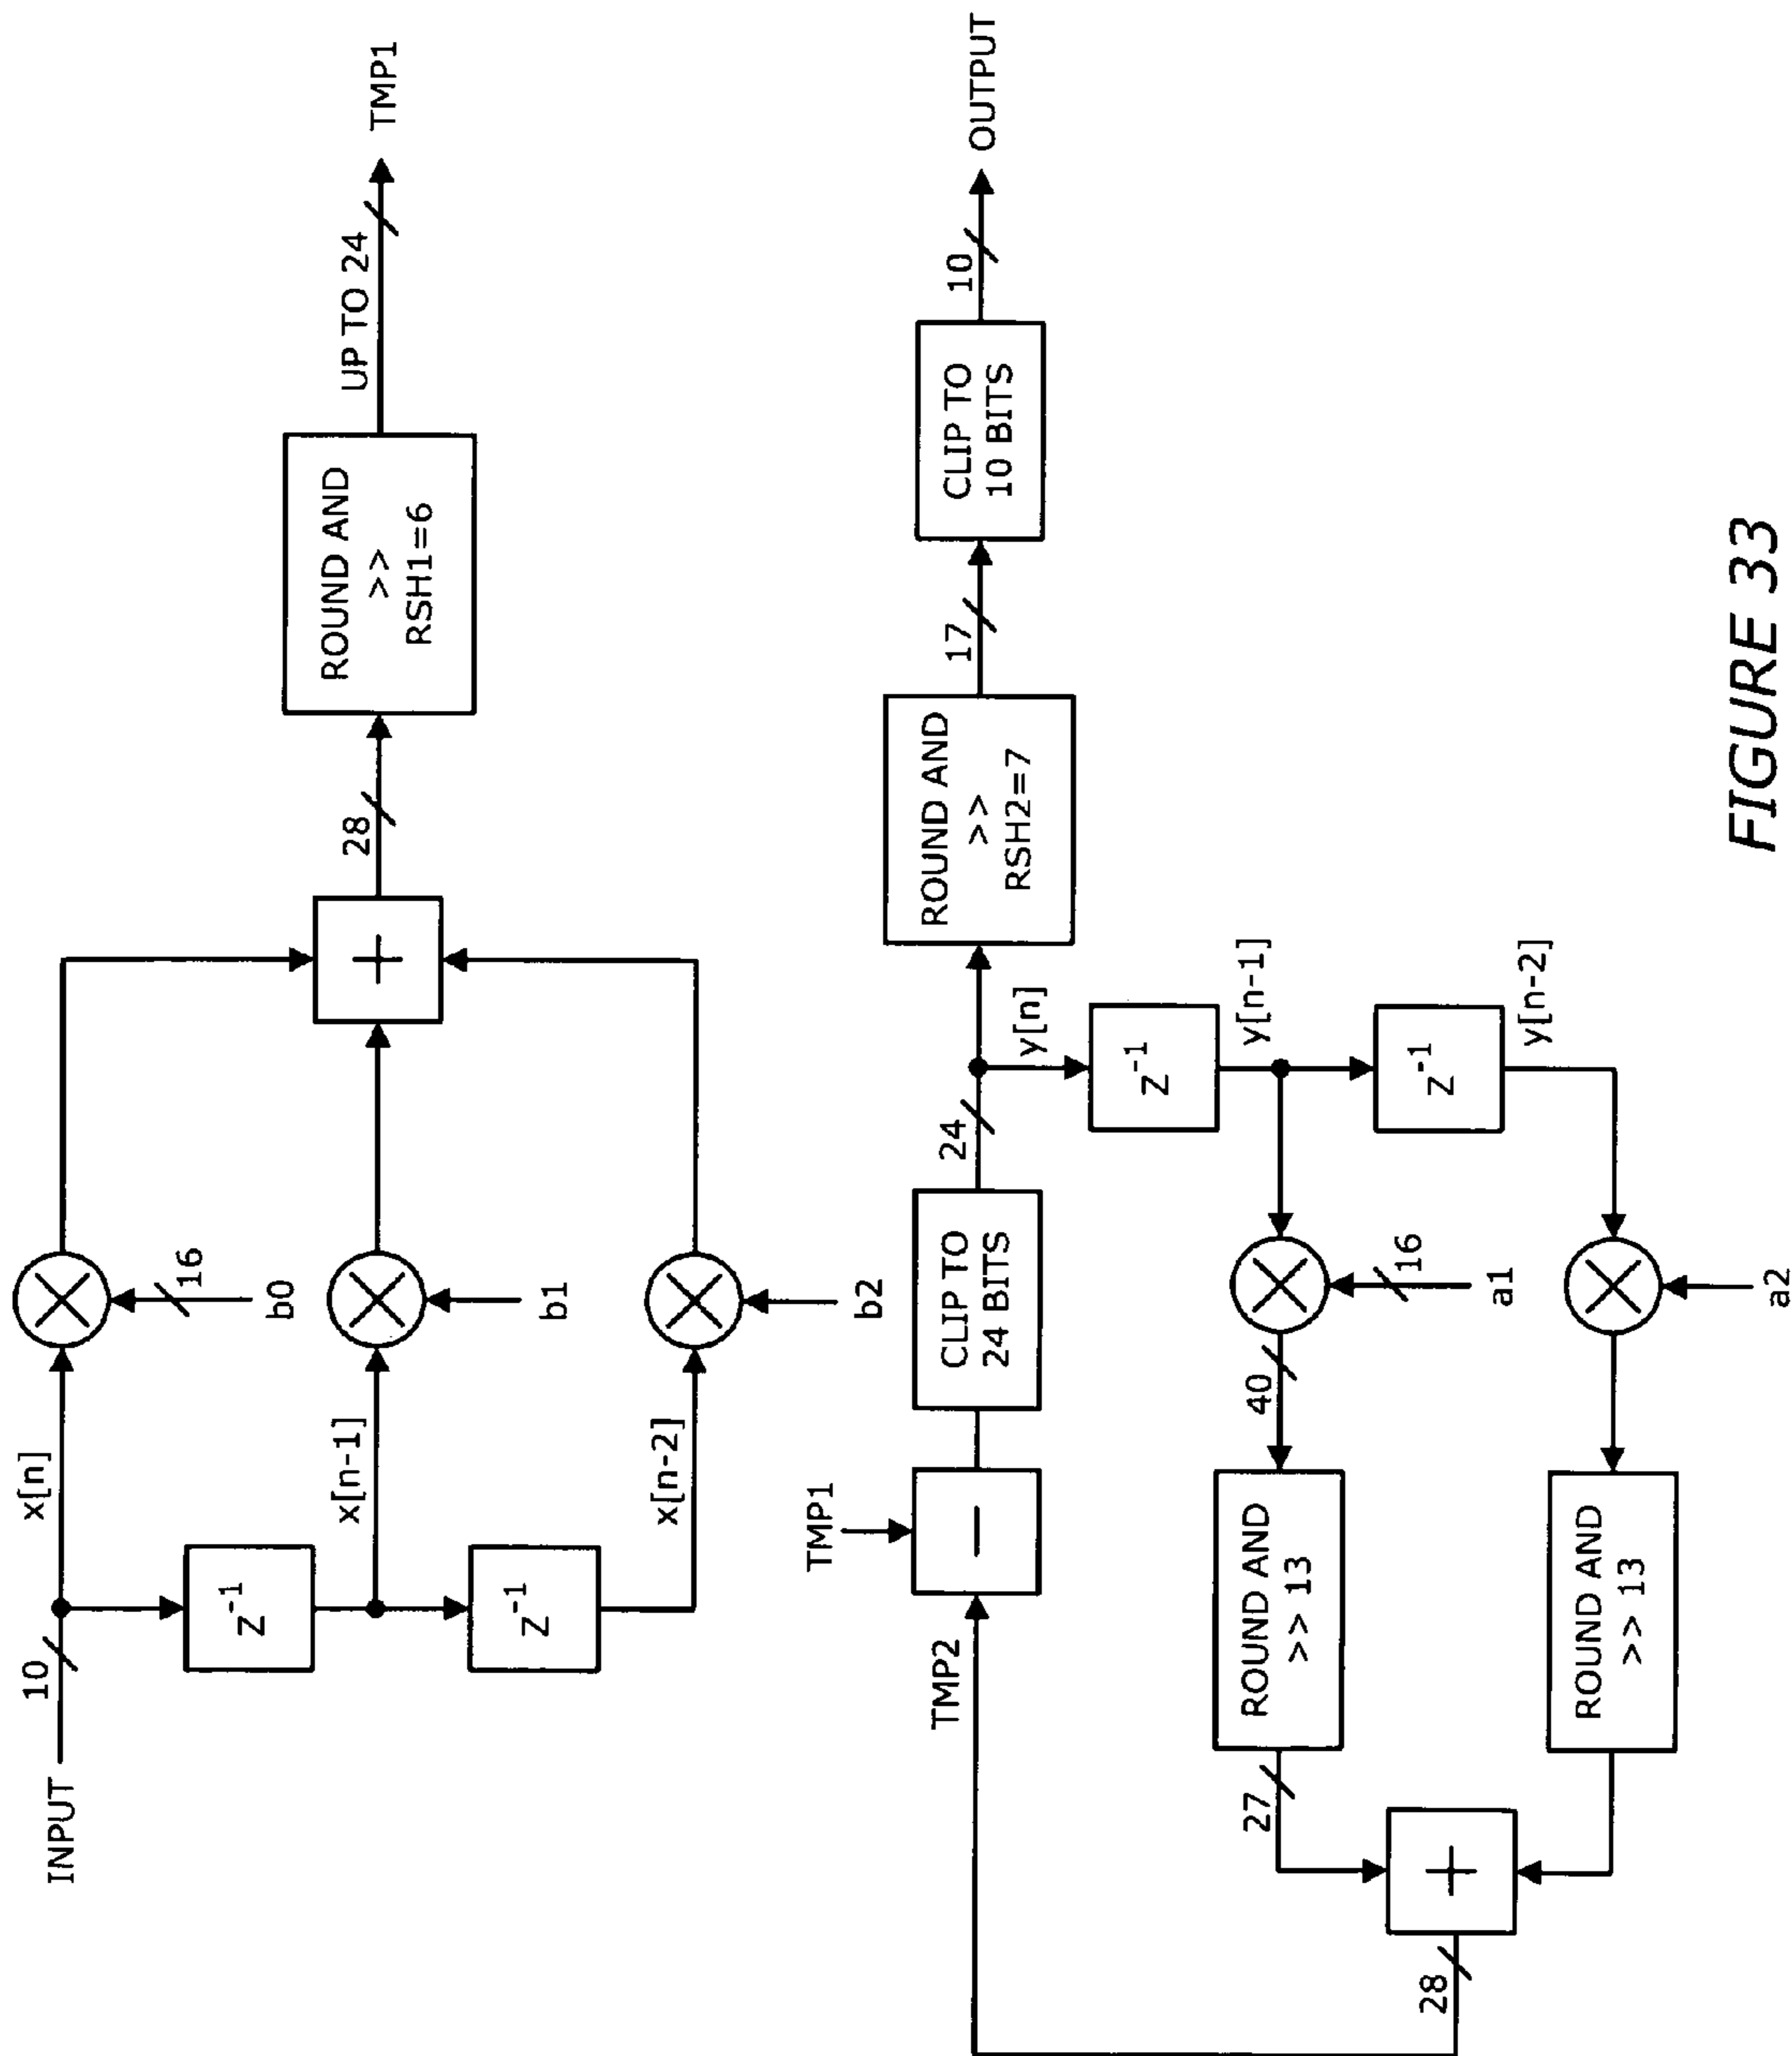 INPUT
10
x[n]
16
b0
Z-1
x[n-1]
b1
Z-1
x[n-2]
b2
+
28
ROUND AND
>>
RSH1=6
UP TO 24
TMP1
TMP2
TMP1
−
CLIP TO
24 BITS
24
y[n]
ROUND AND
>>
RSH2=7
17
CLIP TO
10 BITS
10
OUTPUT
Z-1
y[n-1]
Z-1
y[n-2]
16
a1
40
ROUND AND
>> 13
27
a2
ROUND AND
>> 13
+
28
FIGURE 33